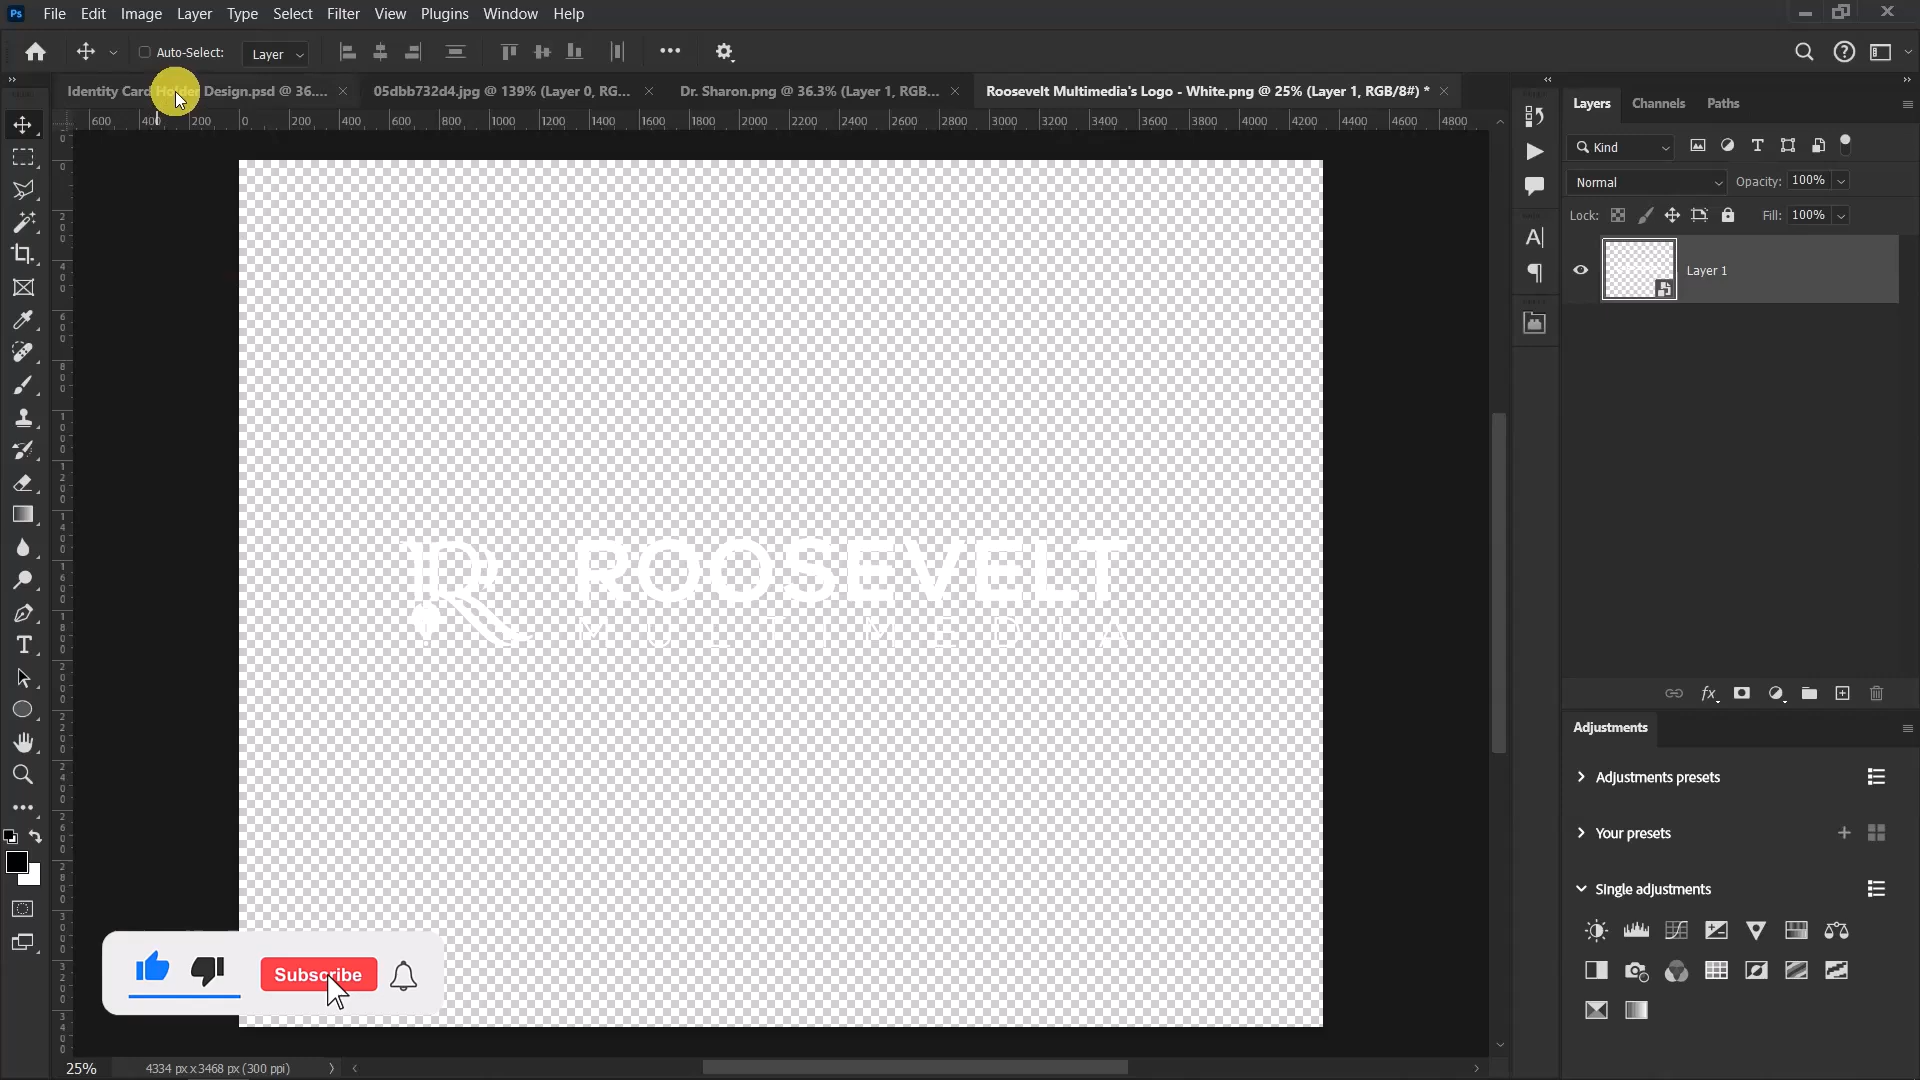 Ps File Edit Image Layer Type Select Filter View Plugins Window Help
Auto-Select: Layer
Identity Card Holder Design.psd @ 36.... 05dbb732d4.jpg @ 139% (Layer 0, RG... Dr. Sharon.png @ 36.3% (Layer 1, RGB... Roosevelt Multimedia's Logo - White.png @ 25% (Layer 1, RGB/8#) *
600 400 200 0 200 400 600 800 1000 1200 1400 1600 1800 2000 2200 2400 2600 2800 3000 3200 3400 3600 3800 4000 4200 4400 4600 4800
Layers Channels Paths
Kind
Normal Opacity: 100%
Lock: Fill: 100%
Layer 1
ROOSEVELT
MULTIMEDIA
Adjustments
Adjustments presets
Your presets
Single adjustments
Subscribe
25% 4334 px x 3468 px (300 ppi)